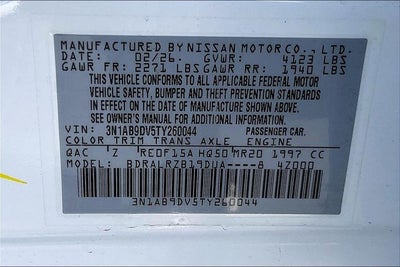 MANUFACTURED BY NISSAN MOTOR CO., LTD.
DATE: 02/26. GVWR: 4123 LBS
GAWR FR: 2271 LBS GAWR RR: 1940 LBS
THIS VEHICLE CONFORMS TO ALL APPLICABLE FEDERAL MOTOR
VEHICLE SAFETY, BUMPER AND THEFT PREVENTION STANDARDS
IN EFFECT ON THE DATE OF MANUFACTURE SHOWN ABOVE.
SEE OWNER'S MANUAL FOR ADDITIONAL INFORMATION.
VIN: 3N1AB9DV5TY260044 PASSENGER CAR.
COLOR TRIM TRANS AXLE ENGINE
QAC Z RE0F15A HQ50 MR20 1997 CC
MODEL: BDRALRZB19DUA----B 4Z000
3N1AB9DV5TY260044